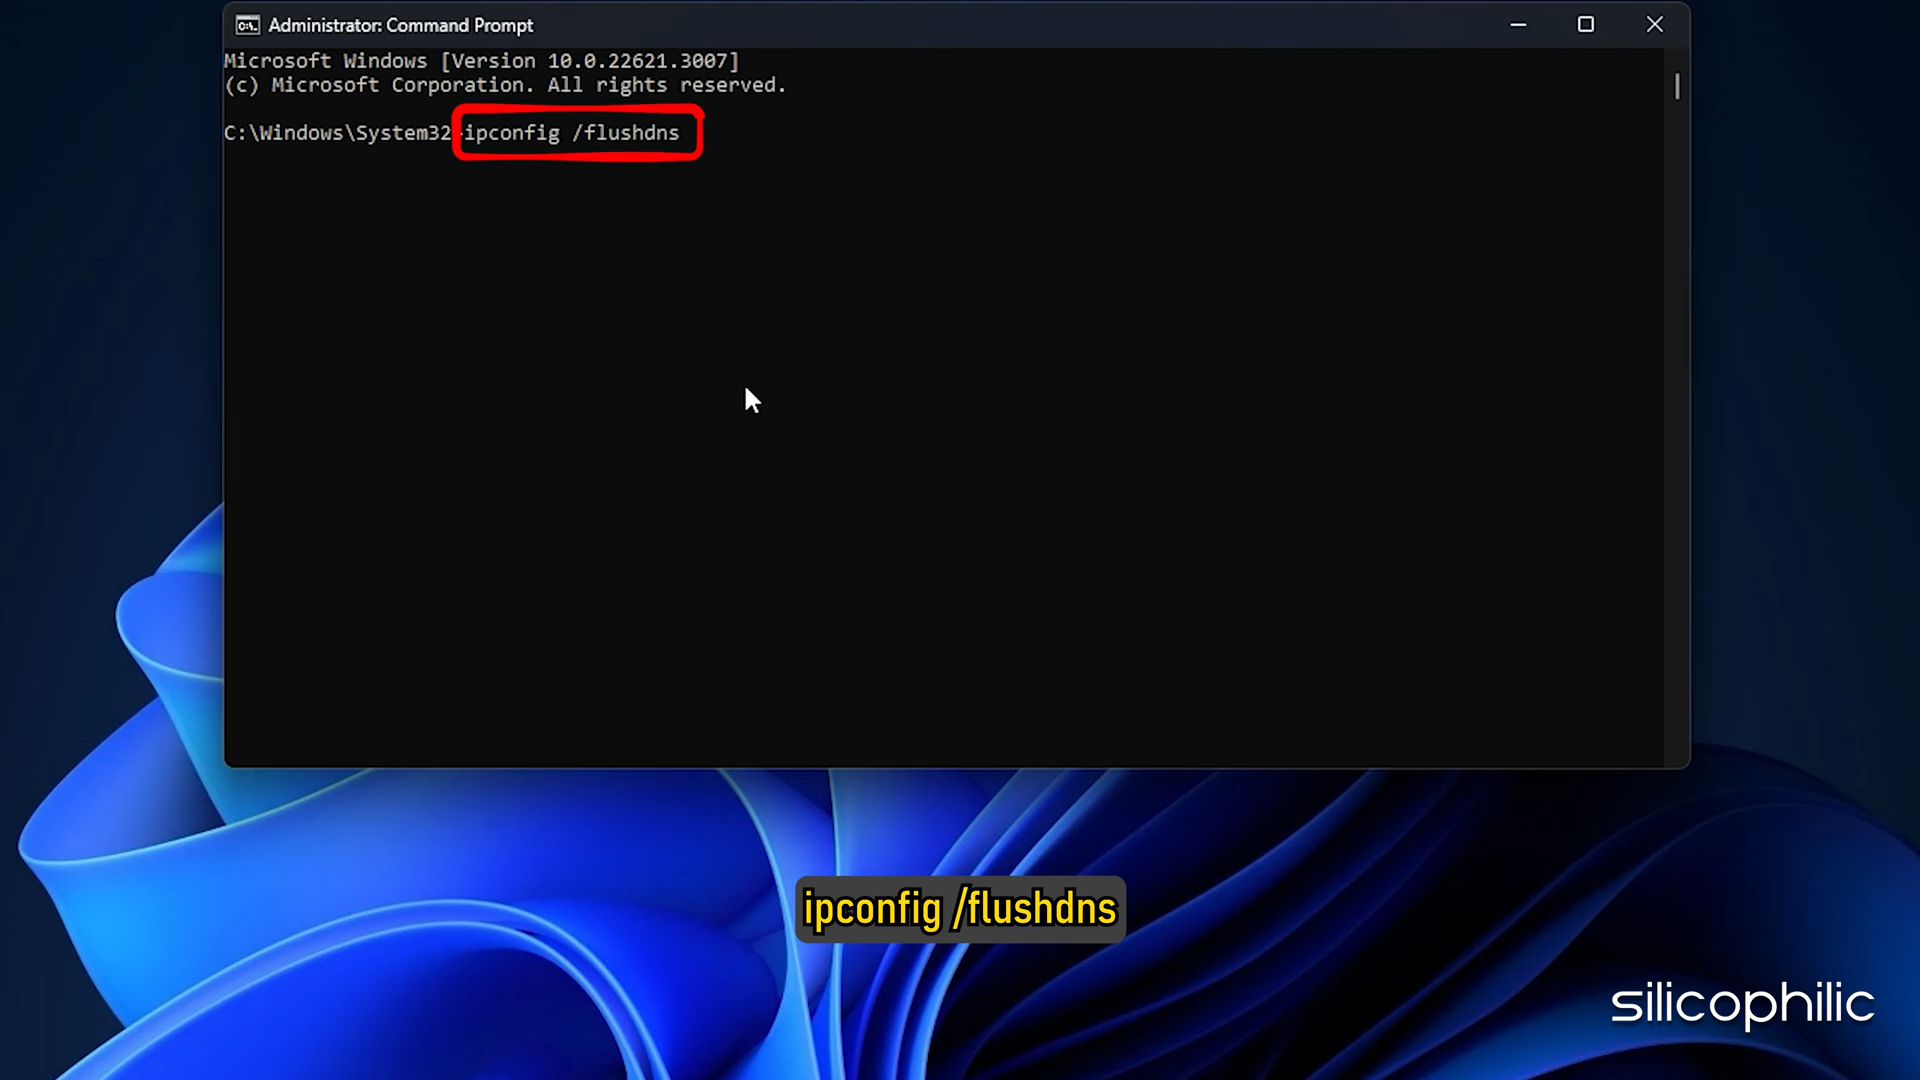 Administrator: Command Prompt
Microsoft Windows [Version 10.0.22621.3007]
(c) Microsoft Corporation. All rights reserved.
C:\Windows\System32>ipconfig /flushdns
ipconfig /flushdns
silicophilic